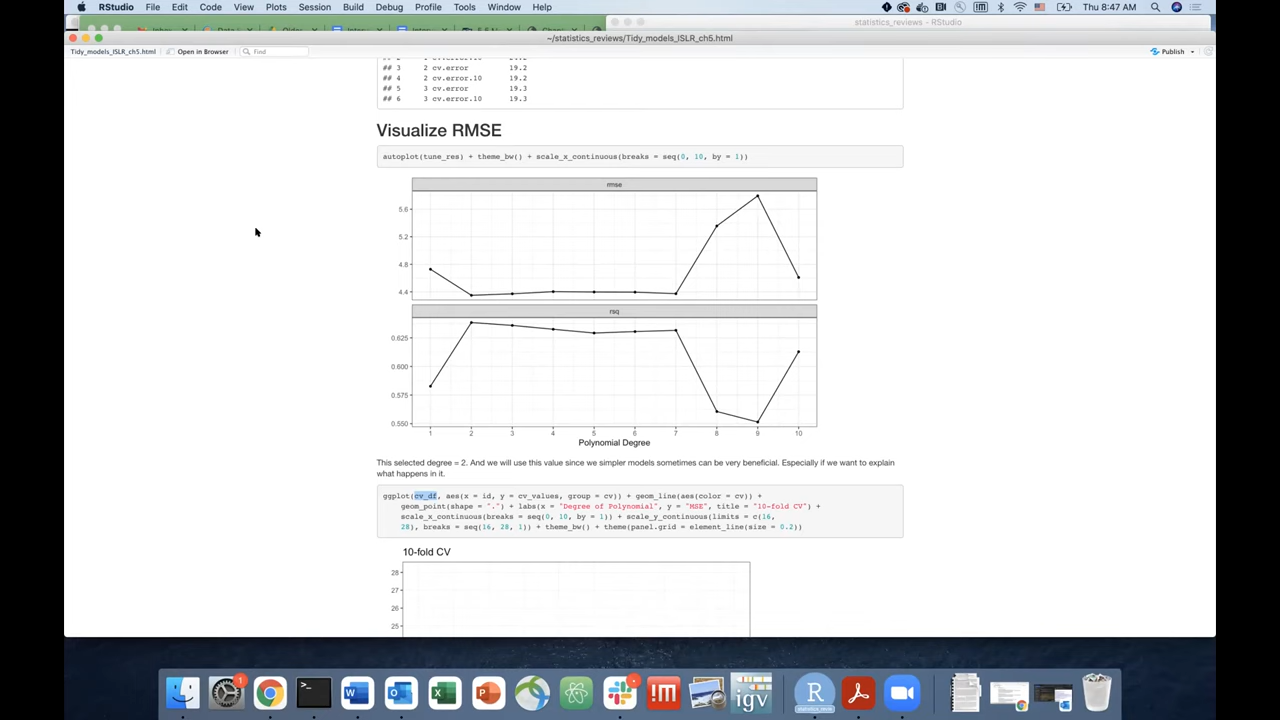 RStudio File Edit Code View Plots Session Build Debug Profile Tools Window Help Thu 8:47 AM
statistics_reviews - RStudio
~/statistics_reviews/Tidy_models_ISLR_ch5.html
Tidy_models_ISLR_ch5.html Open in Browser Find Publish
## 3 2 cv.error 19.2
## 4 2 cv.error.10 19.2
## 5 3 cv.error 19.3
## 6 3 cv.error.10 19.3
Visualize RMSE
autoplot(tune_res) + theme_bw() + scale_x_continuous(breaks = seq(0, 10, by = 1))
rmse
5.6
5.2
4.8
4.4
rsq
0.625
0.600
0.575
0.550
1 2 3 4 5 6 7 8 9 10
Polynomial Degree
This selected degree = 2. And we will use this value since we simpler models sometimes can be very beneficial. Especially if we want to explain
what happens in it.
ggplot(cv_df, aes(x = id, y = cv_values, group = cv)) + geom_line(aes(color = cv)) +
geom_point(shape = ".") + labs(x = "Degree of Polynomial", y = "MSE", title = "10-fold CV") +
scale_x_continuous(breaks = seq(0, 10, by = 1)) + scale_y_continuous(limits = c(16,
28), breaks = seq(16, 28, 1)) + theme_bw() + theme(panel.grid = element_line(size = 0.2))
10-fold CV
28
27
26
25
1
igv
R
statistics_review